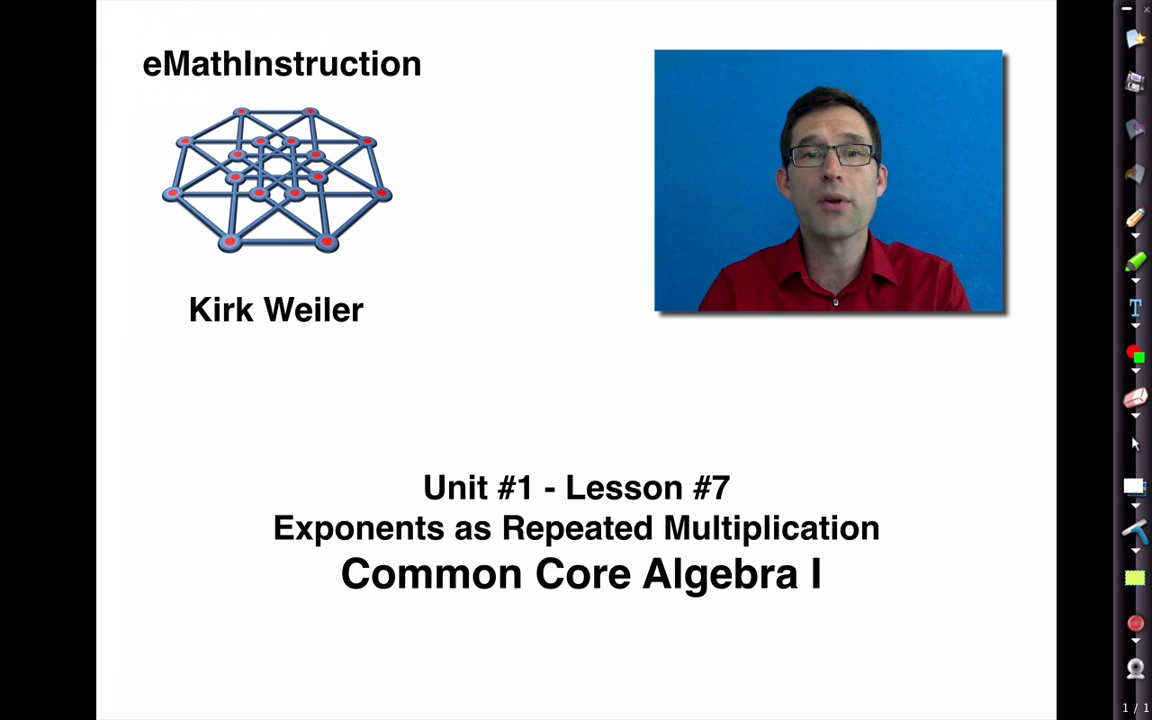 eMathInstruction
Kirk Weiler
Unit #1 - Lesson #7
Exponents as Repeated Multiplication
Common Core Algebra I
T
1 / 1